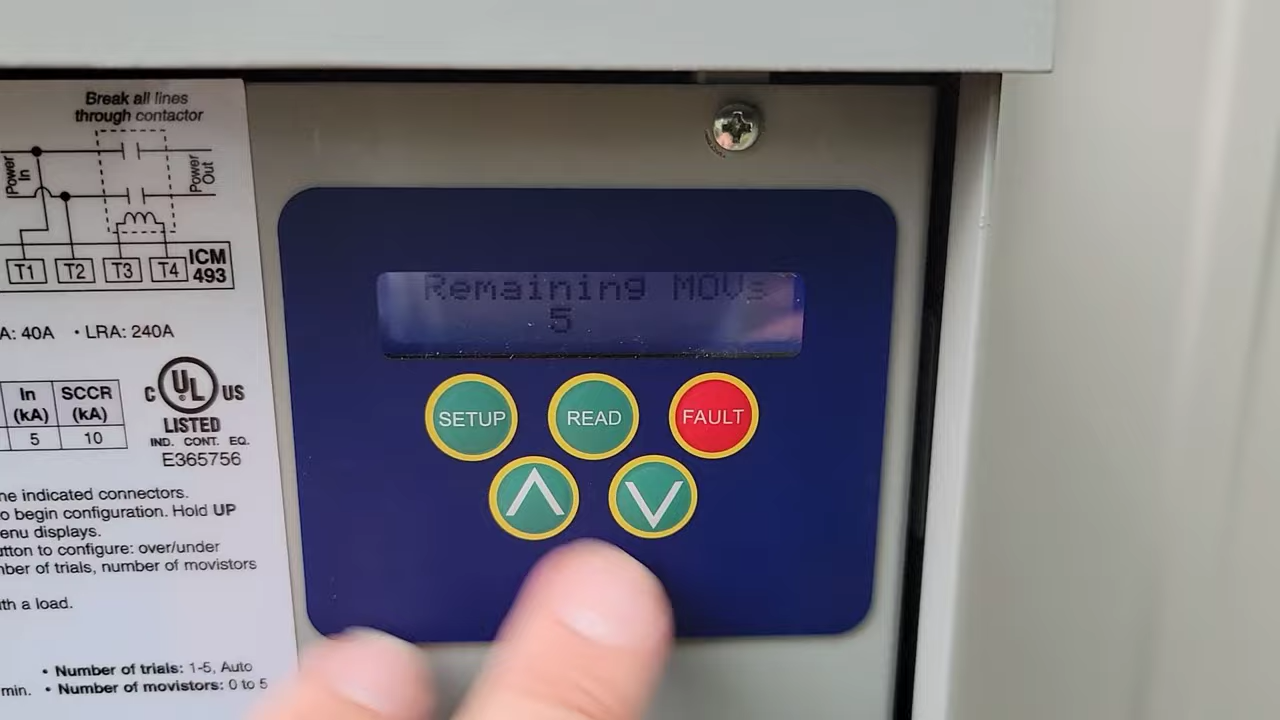 Break all lines
through contactor
Power
In
Power
Out
T1 T2 T3 T4
ICM
493
A: 40A • LRA: 240A
In
(kA)
SCCR
(kA)
5 10
C UL US
LISTED
IND. CONT. EQ.
E365756
ne indicated connectors.
o begin configuration. Hold UP
enu displays.
utton to configure: over/under
nber of trials, number of movistors
th a load.
• Number of trials: 1-5, Auto
min. • Number of movistors: 0 to 5
Remaining MOVs
5
SETUP READ FAULT